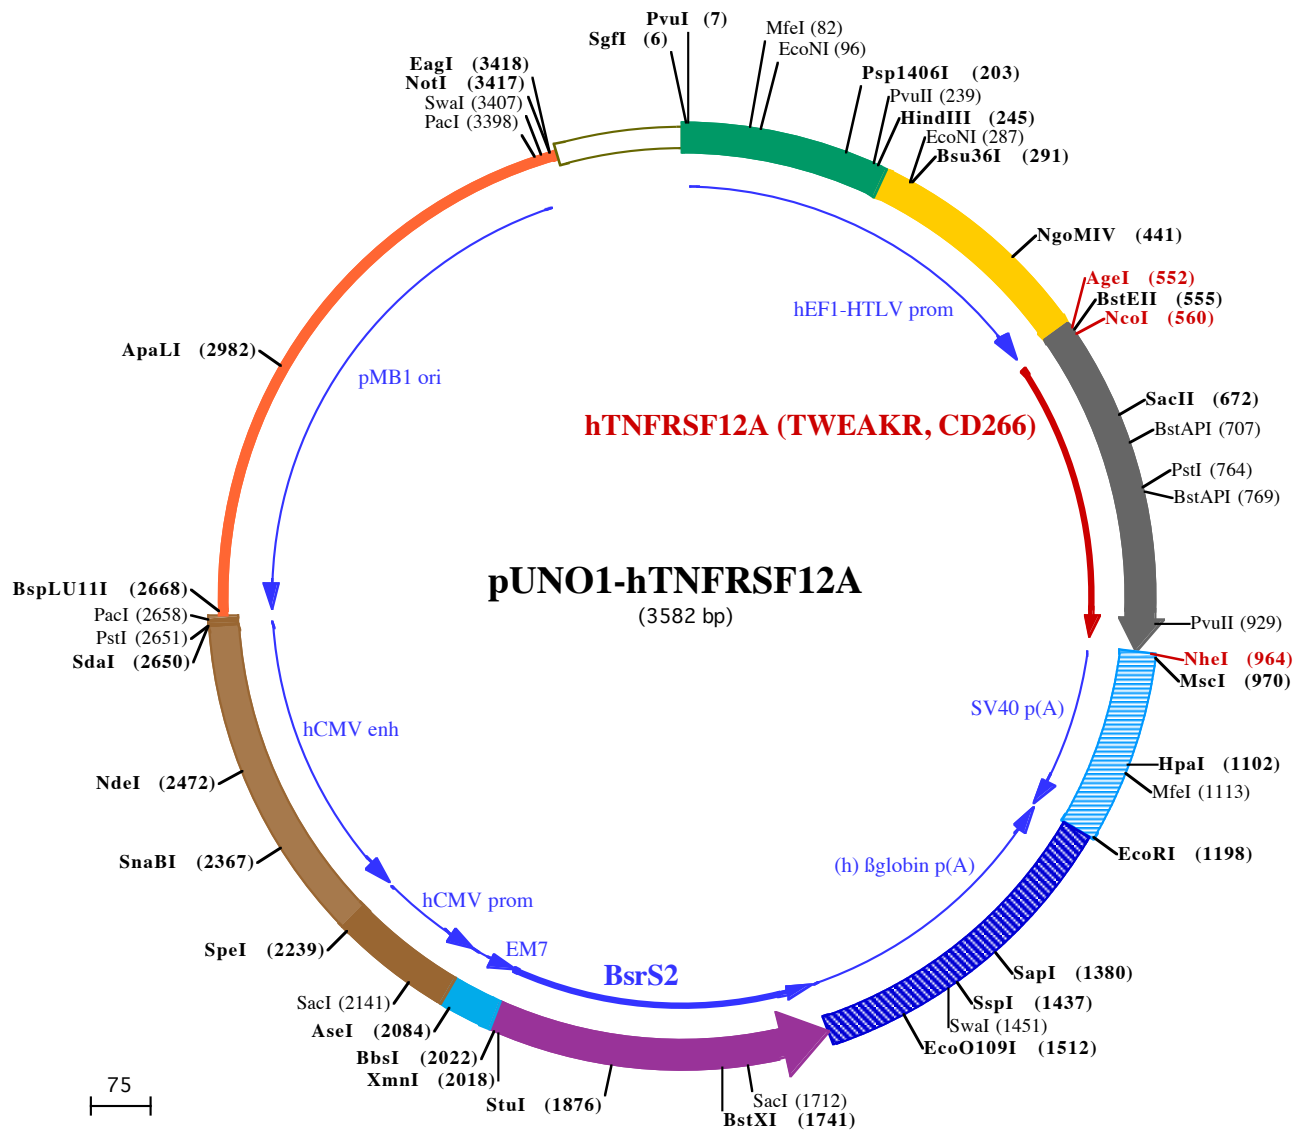 PvuI (7)
SgfI (6)
MfeI (82)
EcoNI (96)
Psp1406I (203)
PvuII (239)
HindIII (245)
EcoNI (287)
Bsu36I (291)
NgoMIV (441)
AgeI (552)
BstEII (555)
NcoI (560)
SacII (672)
BstAPI (707)
PstI (764)
BstAPI (769)
PvuII (929)
NheI (964)
MscI (970)
HpaI (1102)
MfeI (1113)
EcoRI (1198)
SapI (1380)
SspI (1437)
SwaI (1451)
EcoO109I (1512)
SacI (1712)
BstXI (1741)
StuI (1876)
XmnI (2018)
BbsI (2022)
AseI (2084)
SacI (2141)
SpeI (2239)
SnaBI (2367)
NdeI (2472)
SdaI (2650)
PstI (2651)
PacI (2658)
BspLU11I (2668)
ApaLI (2982)
PacI (3398)
SwaI (3407)
NotI (3417)
EagI (3418)
hEF1-HTLV prom
pMB1 ori
hTNFRSF12A (TWEAKR, CD266)
pUNO1-hTNFRSF12A
(3582 bp)
SV40 p(A)
hCMV enh
(h) ßglobin p(A)
hCMV prom
EM7
BsrS2
75